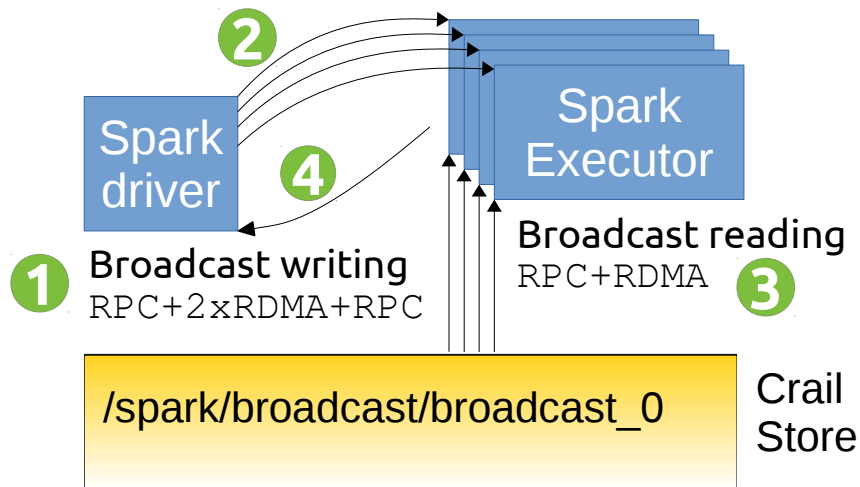 2
Spark
driver
Spark
Executor
4
1
Broadcast writing
RPC+2xRDMA+RPC
Broadcast reading
RPC+RDMA
3
/spark/broadcast/broadcast_0
Crail
Store